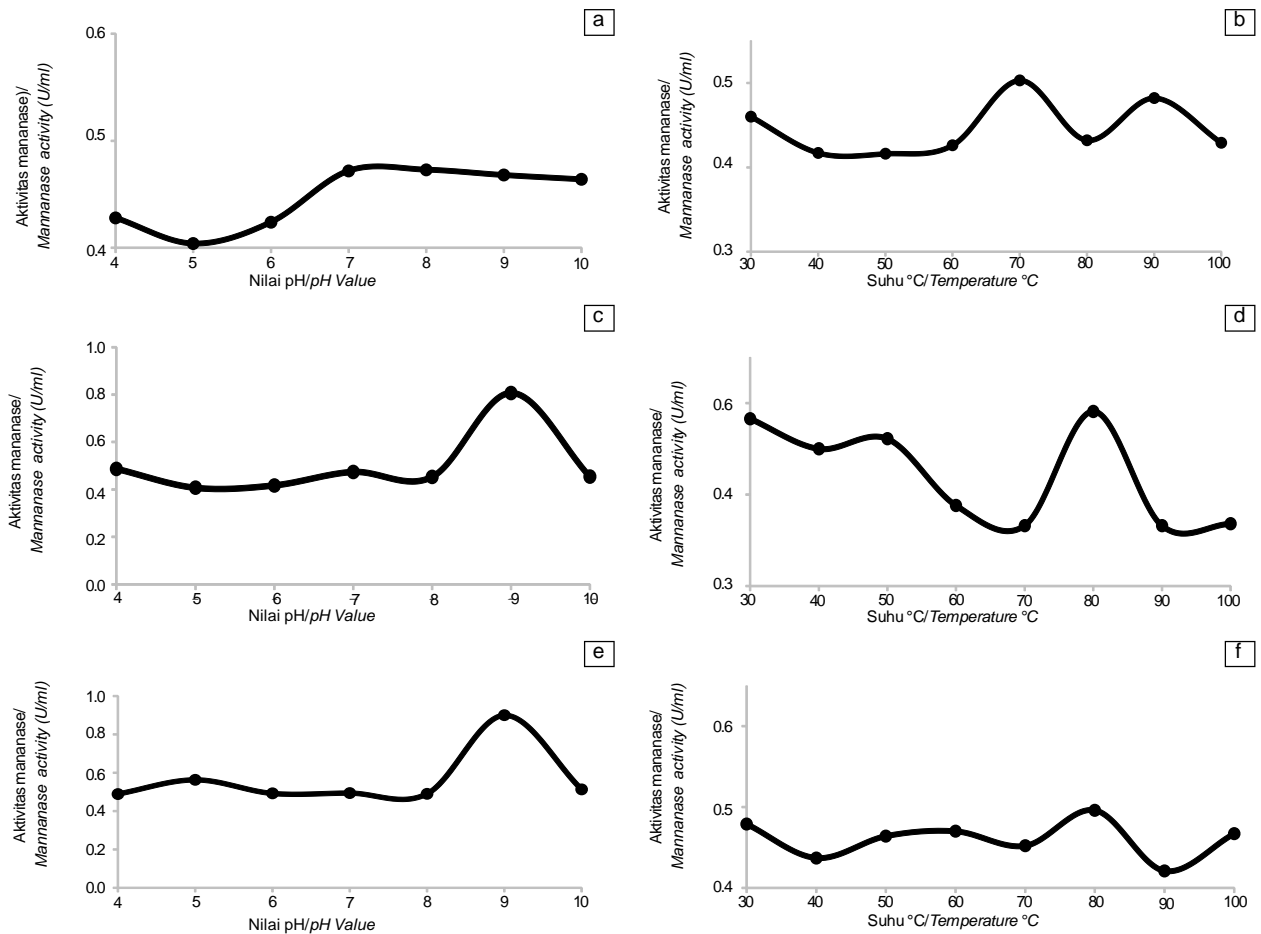 a
0.6
0.5
0.4
Aktivitas mananase)/
Mannanase activity (U/ml)
4 5 6 7 8 9 10
Nilai pH/pH Value
b
0.5
0.4
0.3
Aktivitas mananase/
Mannanase activity (U/ml)
30 40 50 60 70 80 90 100
Suhu °C/Temperature °C
c
1.0
0.8
0.6
0.4
0.2
0.0
Aktivitas mananase/
Mannanase activity (U/ml)
4 5 6 7 8 9 10
Nilai pH/pH Value
d
0.6
0.4
0.3
Aktivitas mananase/
Mannanase activity (U/ml)
30 40 50 60 70 80 90 100
Suhu °C/Temperature °C
e
1.0
0.8
0.6
0.4
0.2
0.0
Aktivitas mananase/
Mannanase activity (U/ml)
4 5 6 7 8 9 10
Nilai pH/pH Value
f
0.6
0.5
0.4
Aktivitas mananase/
Mannanase activity (U/ml)
30 40 50 60 70 80 90 100
Suhu °C/Temperature °C